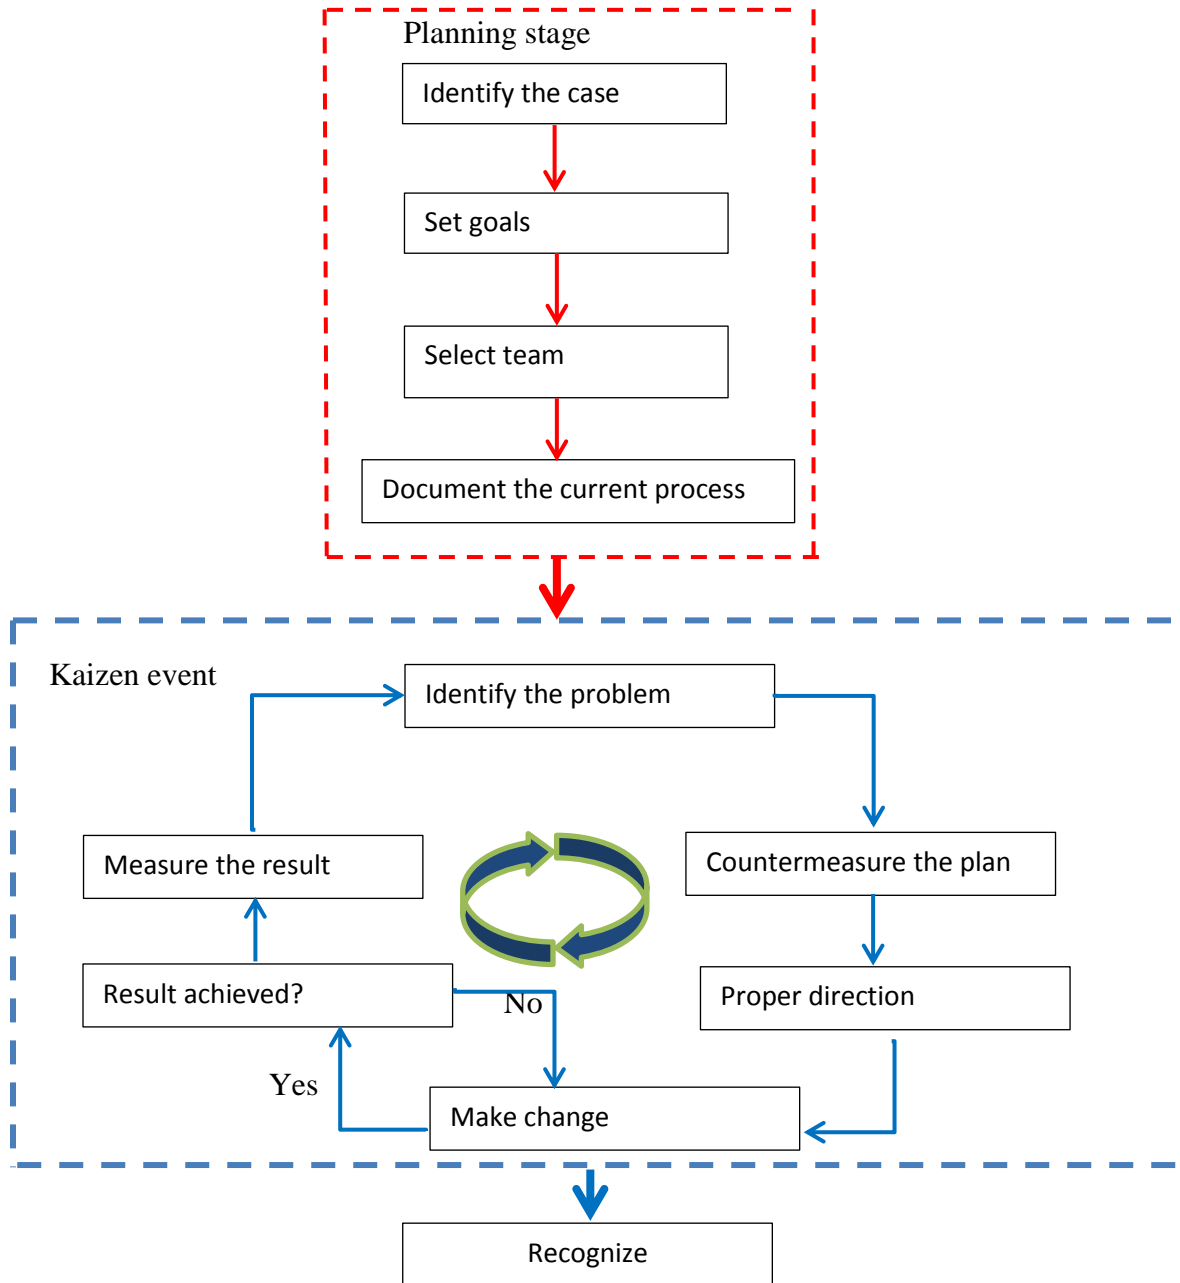 Planning stage
Identify the case
Set goals
Select team
Document the current process
Kaizen event
Identify the problem
Measure the result
Countermeasure the plan
Result achieved?
No
Proper direction
Yes
Make change
Recognize